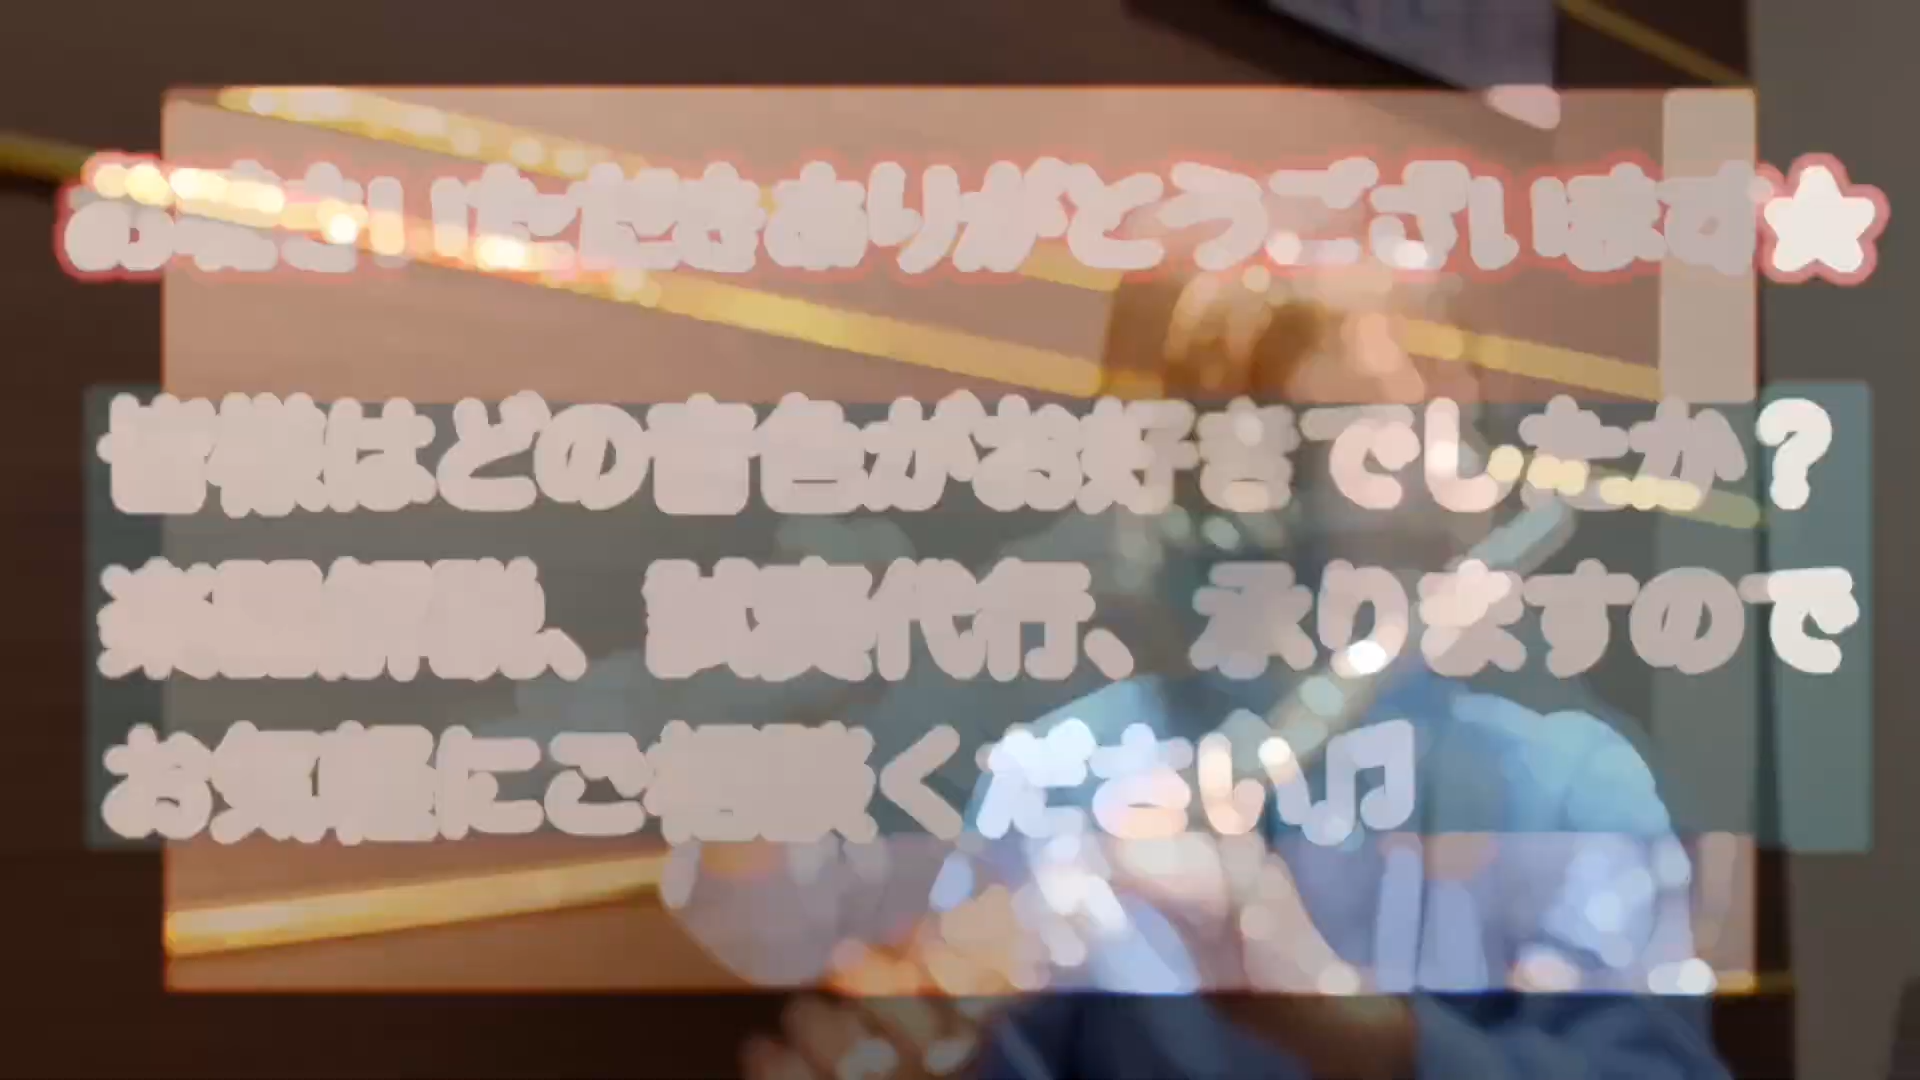 ありがとうございます★
皆様はどの音色がお好きでしたか？
楽器解説、試奏代行、承りますので
お気軽にご相談ください♫